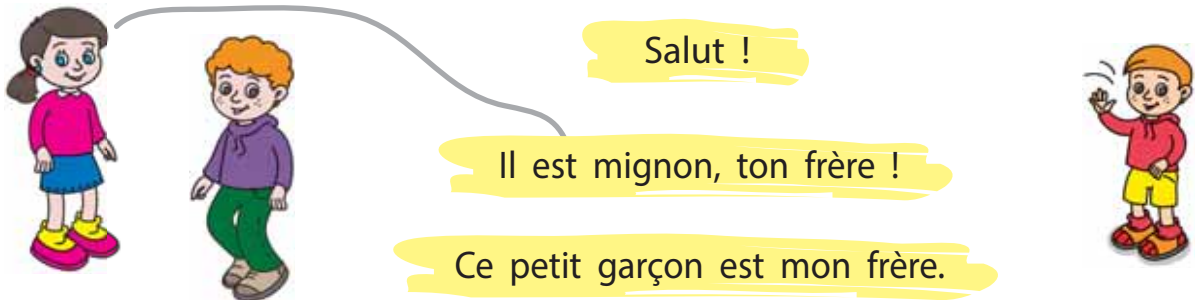 Salut !
Il est mignon, ton frère !
Ce petit garçon est mon frère.